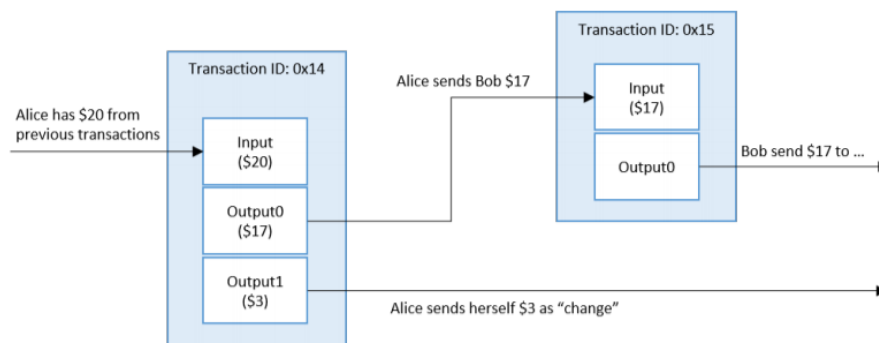 Transaction ID: 0x15
Transaction ID: 0x14
Alice sends Bob $17
Input
($17)
Alice has $20 from
previous transactions
Input
($20)
Bob send $17 to ...
Output0
Output0
($17)
Output1
($3)
Alice sends herself $3 as “change”